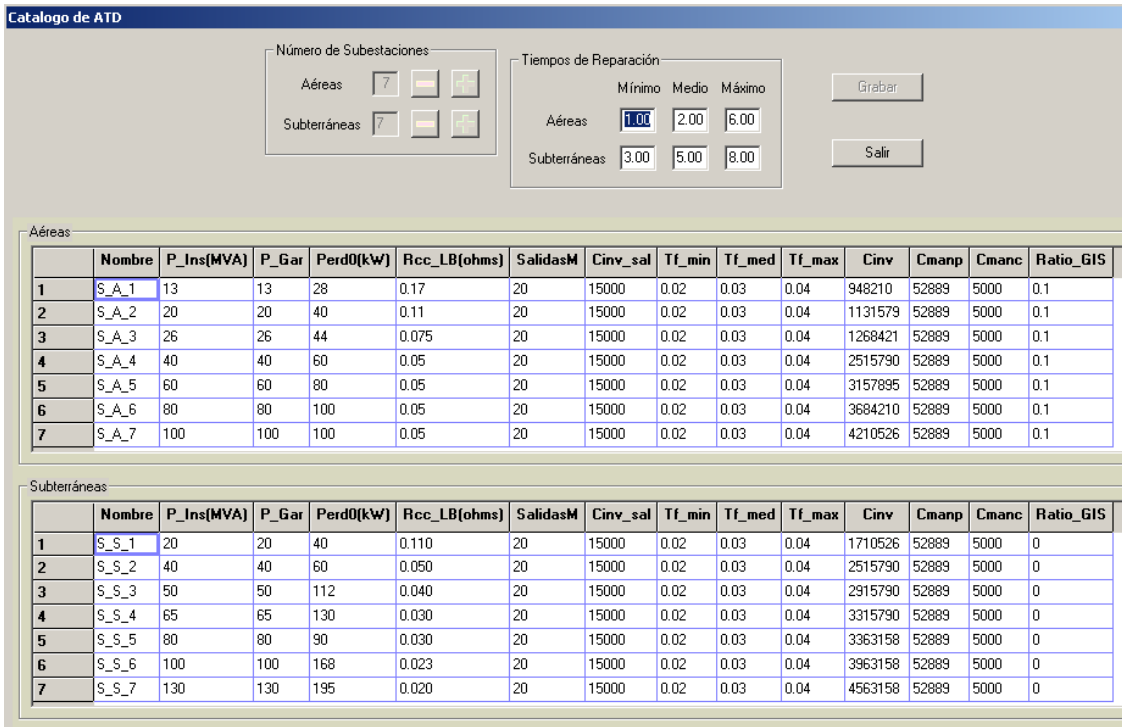 Catalogo de ATD
Número de Subestaciones
Aéreas 7
Subterráneas 7
Tiempos de Reparación
Mínimo Medio Máximo
Aéreas 1.00 2.00 6.00
Subterráneas 3.00 5.00 8.00
Grabar
Salir
Aéreas
Nombre P_Ins(MVA) P_Gar Perd0(kW) Rcc_LB(ohms) SalidasM Cinv_sal Tf_min Tf_med Tf_max Cinv Cmanp Cmanc Ratio_GIS
1 S_A_1 13 13 28 0.17 20 15000 0.02 0.03 0.04 948210 52889 5000 0.1
2 S_A_2 20 20 40 0.11 20 15000 0.02 0.03 0.04 1131579 52889 5000 0.1
3 S_A_3 26 26 44 0.075 20 15000 0.02 0.03 0.04 1268421 52889 5000 0.1
4 S_A_4 40 40 60 0.05 20 15000 0.02 0.03 0.04 2515790 52889 5000 0.1
5 S_A_5 60 60 80 0.05 20 15000 0.02 0.03 0.04 3157895 52889 5000 0.1
6 S_A_6 80 80 100 0.05 20 15000 0.02 0.03 0.04 3684210 52889 5000 0.1
7 S_A_7 100 100 100 0.05 20 15000 0.02 0.03 0.04 4210526 52889 5000 0.1
Subterráneas
Nombre P_Ins(MVA) P_Gar Perd0(kW) Rcc_LB(ohms) SalidasM Cinv_sal Tf_min Tf_med Tf_max Cinv Cmanp Cmanc Ratio_GIS
1 S_S_1 20 20 40 0.110 20 15000 0.02 0.03 0.04 1710526 52889 5000 0
2 S_S_2 40 40 60 0.050 20 15000 0.02 0.03 0.04 2515790 52889 5000 0
3 S_S_3 50 50 112 0.040 20 15000 0.02 0.03 0.04 2915790 52889 5000 0
4 S_S_4 65 65 130 0.030 20 15000 0.02 0.03 0.04 3315790 52889 5000 0
5 S_S_5 80 80 90 0.030 20 15000 0.02 0.03 0.04 3363158 52889 5000 0
6 S_S_6 100 100 168 0.023 20 15000 0.02 0.03 0.04 3963158 52889 5000 0
7 S_S_7 130 130 195 0.020 20 15000 0.02 0.03 0.04 4563158 52889 5000 0